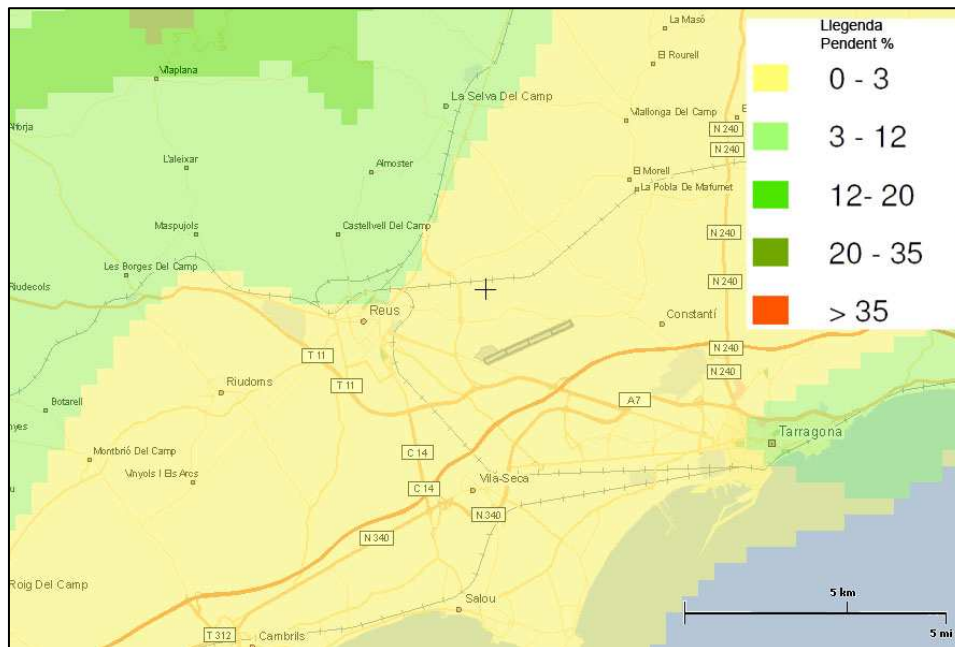 Llegenda
Pendent %
0 - 3
3 - 12
12- 20
20 - 35
> 35
La Masó
El Rourell
Vilaplana
La Selva Del Camp
Vilallonga Del Camp
N 240
N 240
L'aleixar
Almoster
El Morell
La Pobla De Mafumet
Maspujols
Castellvell Del Camp
N 240
Les Borges Del Camp
Riudecols
N 240
Reus
Constantí
T 11
N 240
N 240
T 11
Riudoms
A7
Botarell
Tarragona
Montbrió Del Camp
C 14
Vinyols I Els Arcs
Vila-Seca
C 14
N 340
N 340
Roig Del Camp
5 km
Salou
T 312
Cambrils
5 mi